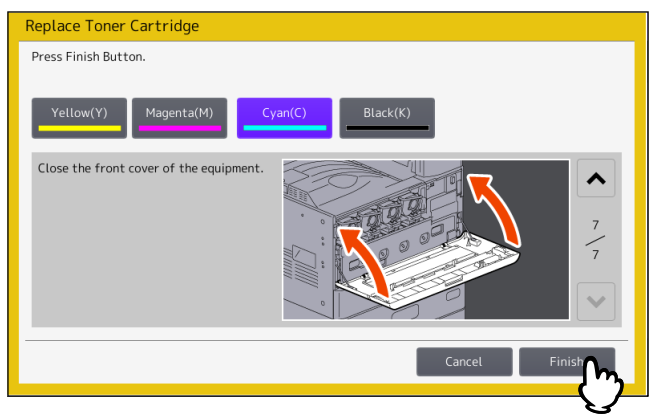 Replace Toner Cartridge
Press Finish Button.
Yellow(Y) Magenta(M) Cyan(C) Black(K)
Close the front cover of the equipment.
7
7
Cancel Finish